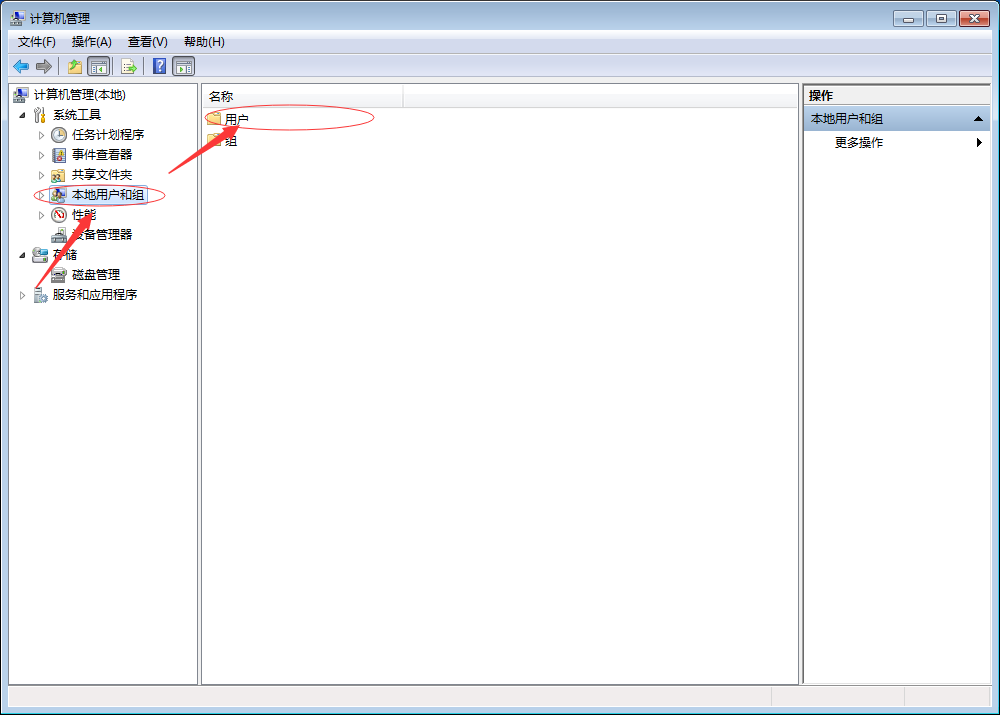 计算机管理
文件(F) 操作(A) 查看(V) 帮助(H)
计算机管理(本地)
系统工具
任务计划程序
事件查看器
共享文件夹
本地用户和组
性能
设备管理器
存储
磁盘管理
服务和应用程序
名称
用户
组
操作
本地用户和组
更多操作